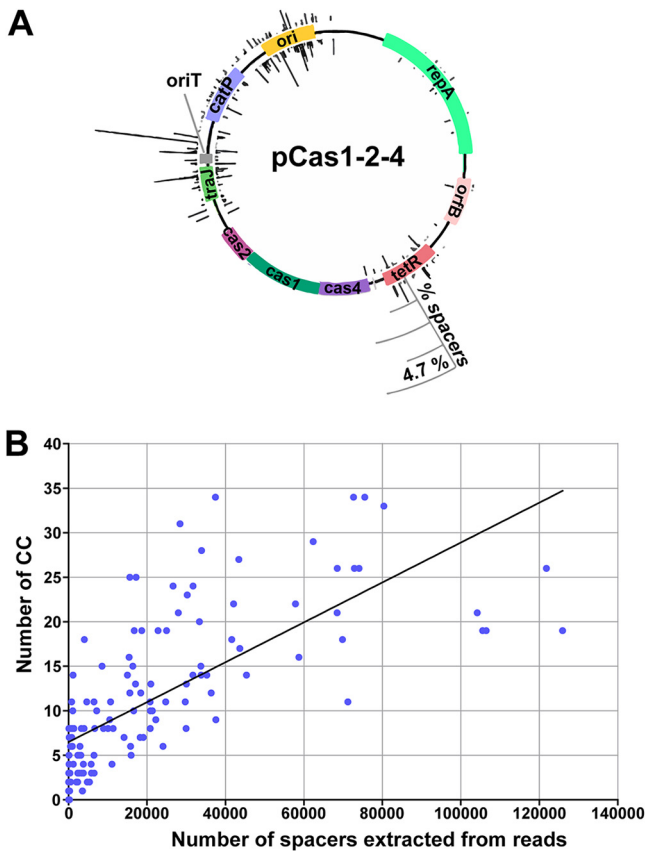 A
oriT
ori
catP
repA
pCas1-2-4
traJ
orfB
cas2
tetR
cas1
cas4
% spacers
4.7 %
B
Number of CC
40
35
30
25
20
15
10
5
0
0 20000 40000 60000 80000 100000 120000 140000
Number of spacers extracted from reads